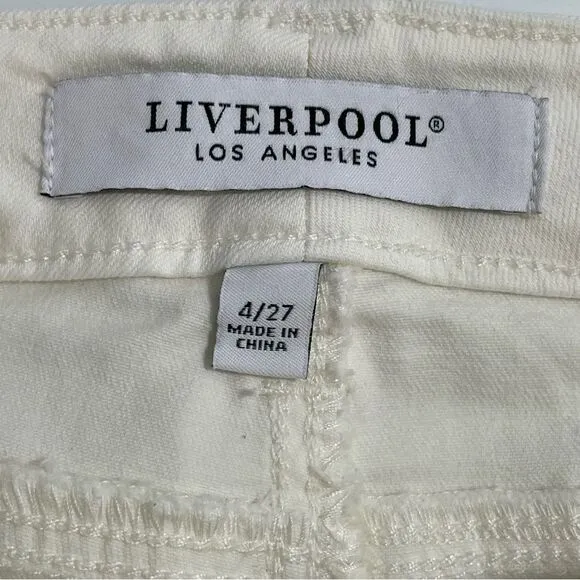 LIVERPOOL®
LOS ANGELES
4/27
MADE IN
CHINA